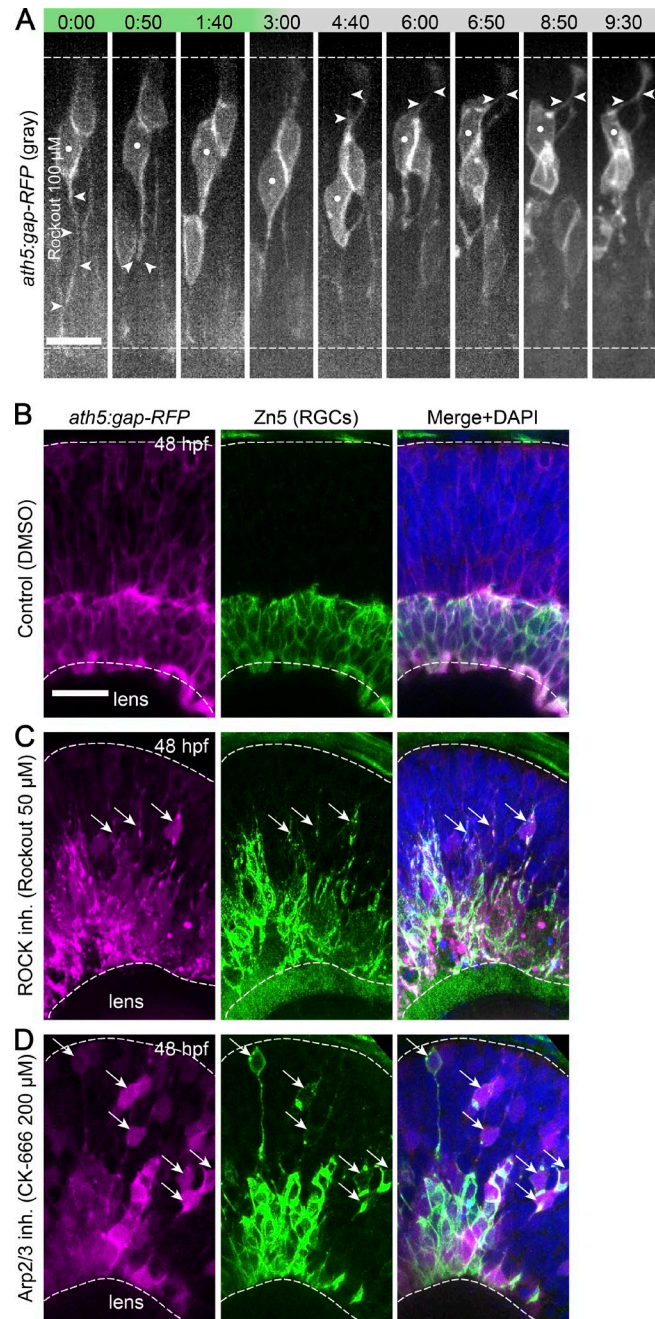 A
0:00 0:50 1:40 3:00 4:40 6:00 6:50 8:50 9:30
ath5:gap-RFP (gray)
Rockout 100 µM
B
ath5:gap-RFP Zn5 (RGCs) Merge+DAPI
Control (DMSO)
48 hpf
lens
C
ROCK inh. (Rockout 50 µM)
48 hpf
lens
D
Arp2/3 inh. (CK-666 200 µM)
48 hpf
lens